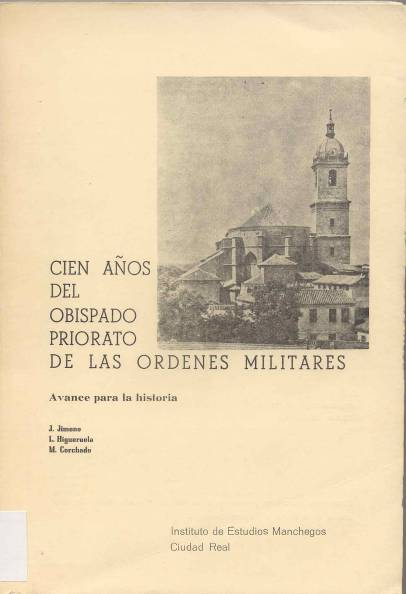 CIEN AÑOS
DEL
OBISPADO
PRIORATO
DE LAS ORDENES MILITARES
Avance para la historia
J. Jimeno
L. Higueruela
M. Corchado
Instituto de Estudios Manchegos
Ciudad Real